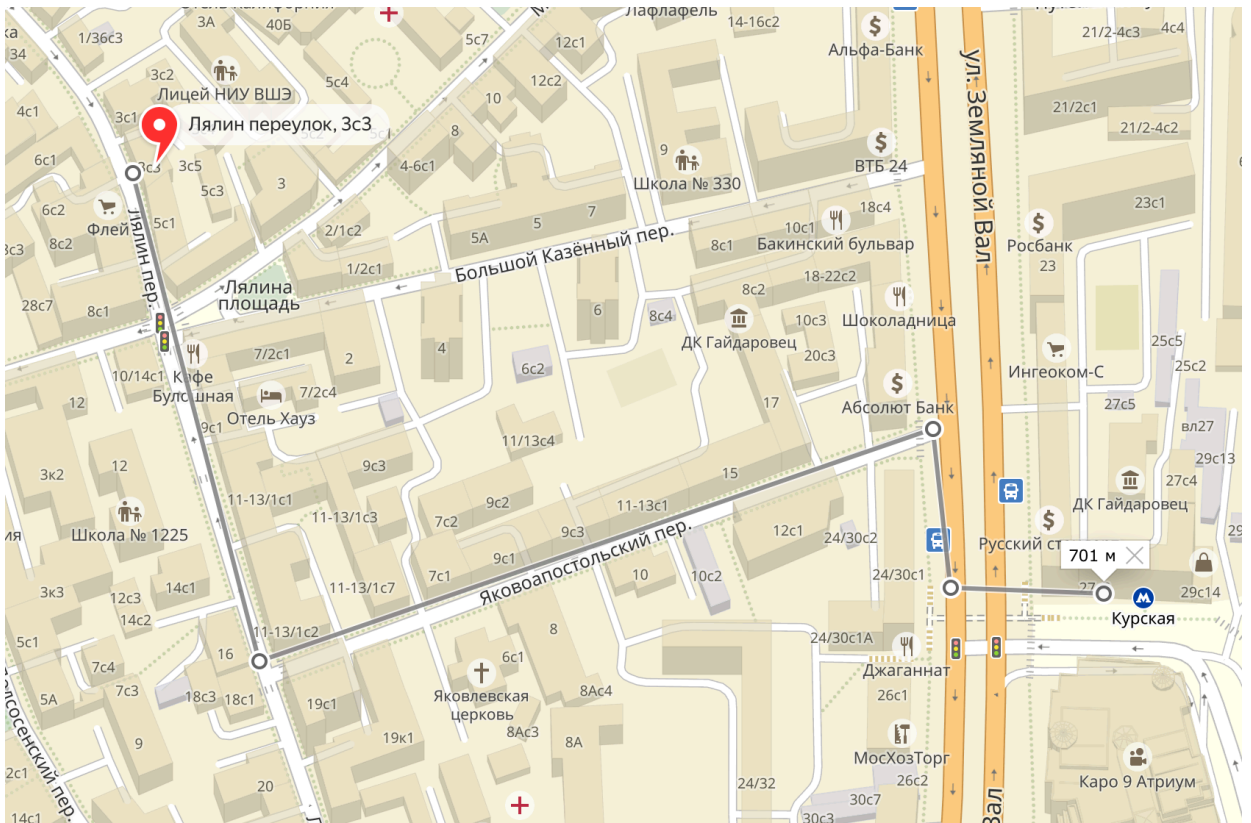 40Б
3А
1/36с3
34
Лафлафель
14-16с2
Альфа-Банк
21/2-4с3
4с4
5с7
12с1
12с2
3с2
Лицей НИУ ВШЭ
5с4
10
4с1
3с1
Лялин переулок, 3с3
8
9
21/2с1
21/2-4с2
ул. Земляной Вал
ВТБ 24
6с1
3с3
3с5
5с3
3
4-6с1
Школа № 330
6с2
Флей
5с1
Лялин пер.
2/1с2
5А
5
7
18с4
10с1
Бакинский бульвар
23с1
Росбанк
23
8с2
8с1
Большой Казённый пер.
1/2с1
Лялина
площадь
18-22с2
8с2
28с7
8с1
6
8с4
ДК Гайдаровец
10с3
Шоколадница
20с3
7/2с1
2
4
6с2
25с5
25с2
Ингеоком-С
10/14с1
Кафе
Булошная
7/2с4
Отель Хауз
12
9с1
17
Абсолют Банк
27с5
вл27
11/13с4
29с13
3к2
12
9с3
15
27с4
ДК Гайдаровец
11-13/1с1
9с2
11-13с1
Школа № 1225
11-13/1с3
7с2
9с3
Яковоапостольский пер.
12с1
24/30с2
9с1
701 м
14с1
3к3
12с3
14с2
11-13/1с7
7с1
10
10с2
24/30с1
27
29с14
Курская
5с1
11-13/1с2
16
8
24/30с1А
7с4
6с1
Джаганнат
7с3
5А
18с3
18с1
19с1
Яковлевская
церковь
8Ас4
8Ас3
26с1
Подсосенский пер.
9
19к1
8А
МосХозТорг
26с2
2с1
20
24/32
Каро 9 Атриум
30с7
14с1
30с3
Вал